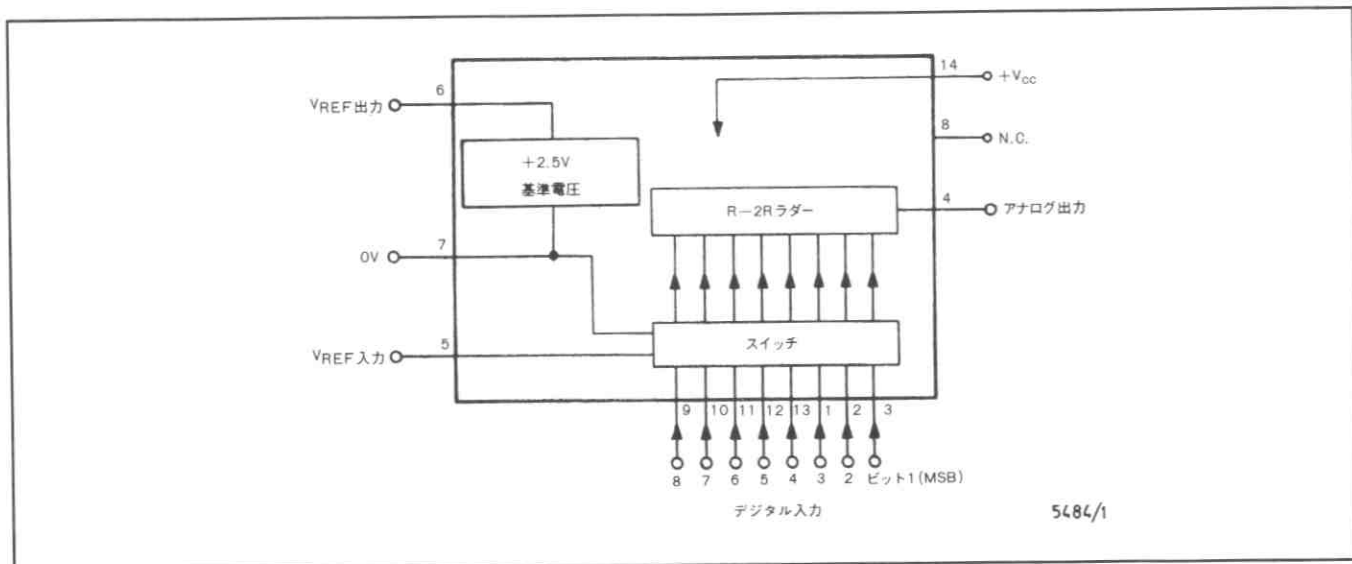 14
+Vcc
6
VREF出力
8
N.C.
+2.5V
基準電圧
R−2Rラダー
4
アナログ出力
7
0V
スイッチ
5
VREF入力
9 10 11 12 13 1 2 3
8 7 6 5 4 3 2 ビット1(MSB)
デジタル入力
5484/1